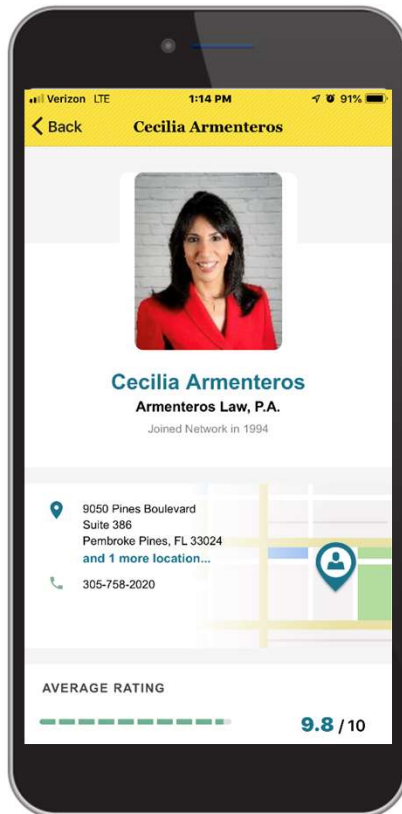 Verizon LTE 1:14 PM 91%
Back Cecilia Armenteros
Cecilia Armenteros
Armenteros Law, P.A.
Joined Network in 1994
9050 Pines Boulevard
Suite 386
Pembroke Pines, FL 33024
and 1 more location...
305-758-2020
AVERAGE RATING
9.8 / 10